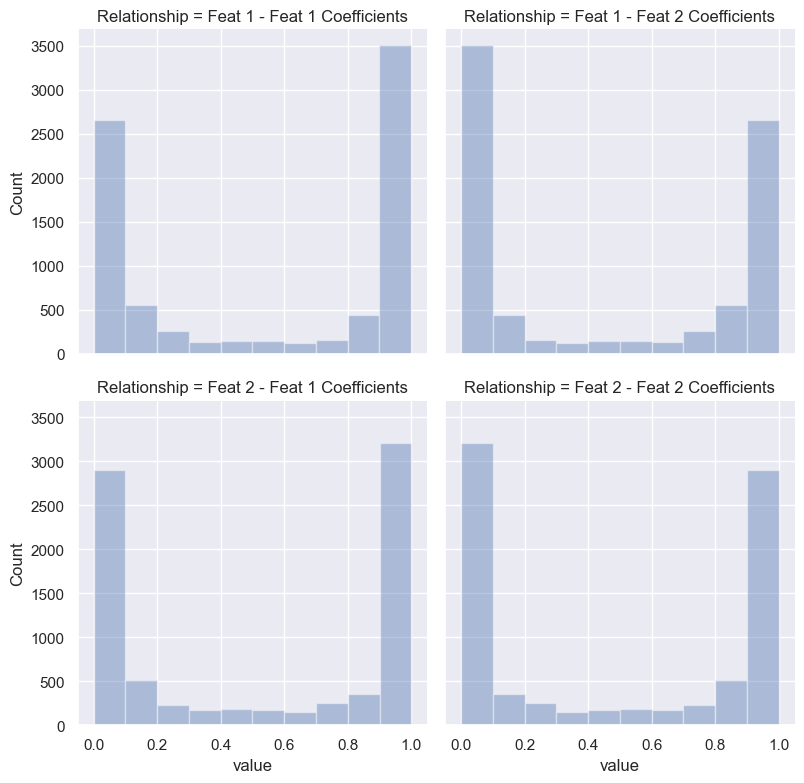 Relationship = Feat 1 - Feat 1 Coefficients
Relationship = Feat 1 - Feat 2 Coefficients
3500
3000
2500
2000
1500
1000
500
0
Count
Relationship = Feat 2 - Feat 1 Coefficients
Relationship = Feat 2 - Feat 2 Coefficients
3500
3000
2500
2000
1500
1000
500
0
Count
0.0 0.2 0.4 0.6 0.8 1.0
0.0 0.2 0.4 0.6 0.8 1.0
value
value